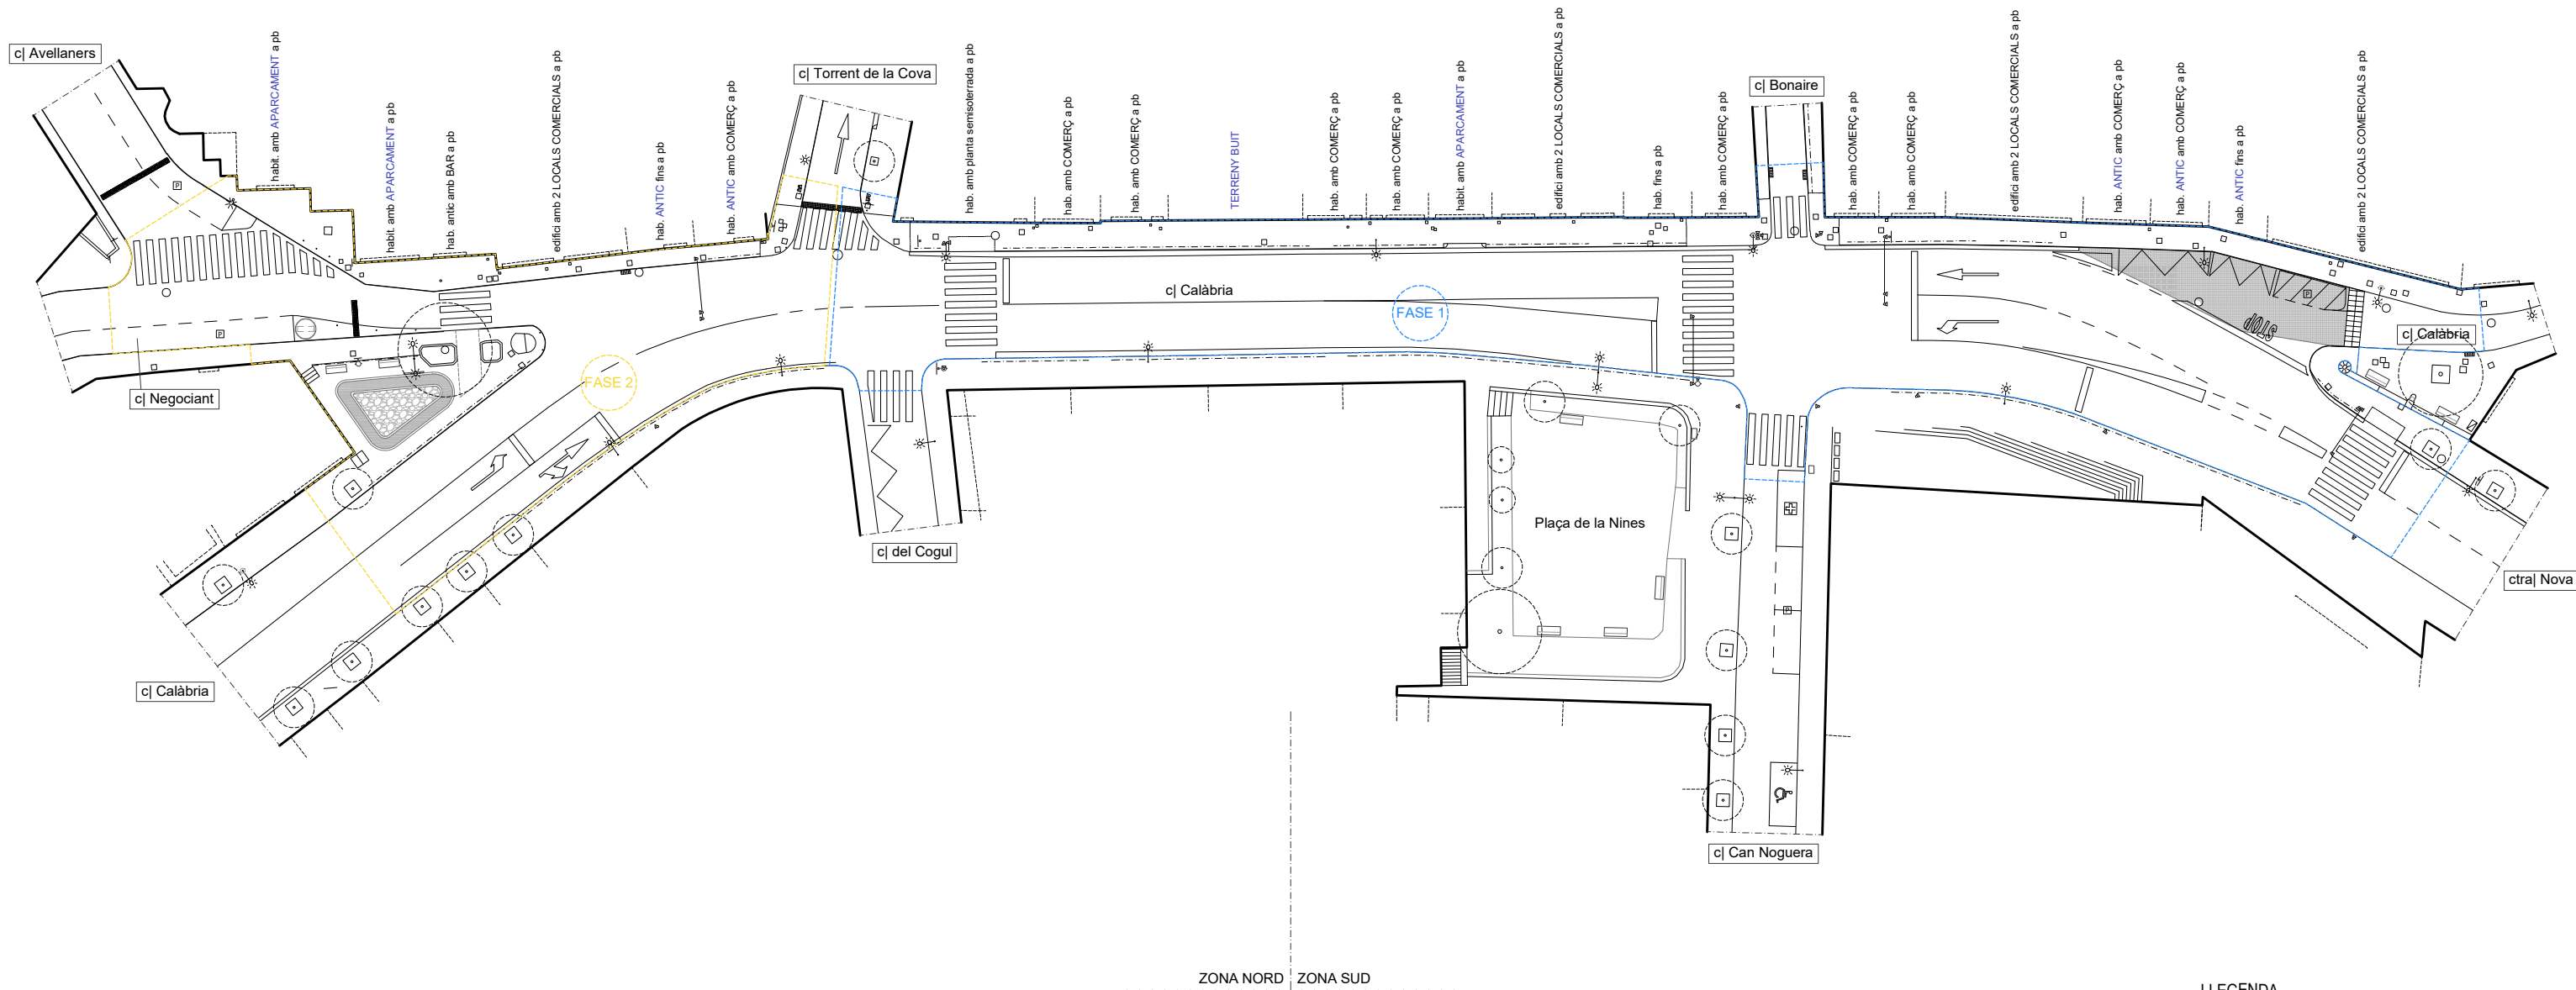 c| Avellaners
habit. amb APARCAMENT a pb
habit. amb APARCAMENT a pb
hab. antic amb BAR a pb
edifici amb 2 LOCALS COMERCIALS a pb
hab. ANTIC fins a pb
hab. ANTIC amb COMERÇ a pb
c| Torrent de la Cova
hab. amb planta semisoterrada a pb
hab. amb COMERÇ a pb
hab. amb COMERÇ a pb
TERRENY BUIT
hab. amb COMERÇ a pb
hab. amb COMERÇ a pb
habit. amb APARCAMENT a pb
edifici amb 2 LOCALS COMERCIALS a pb
hab. fins a pb
hab. amb COMERÇ a pb
c| Bonaire
hab. amb COMERÇ a pb
hab. amb COMERÇ a pb
edifici amb 2 LOCALS COMERCIALS a pb
hab. ANTIC amb COMERÇ a pb
hab. ANTIC amb COMERÇ a pb
hab. ANTIC fins a pb
edifici amb 2 LOCALS COMERCIALS a pb
P
P
c| Calàbria
FASE 1
P
STOP
c| Calàbria
FASE 2
c| Negociant
Plaça de la Nines
c| del Cogul
ctra| Nova
P
c| Calàbria
c| Can Noguera
ZONA NORD
ZONA SUD
LLEGENDA